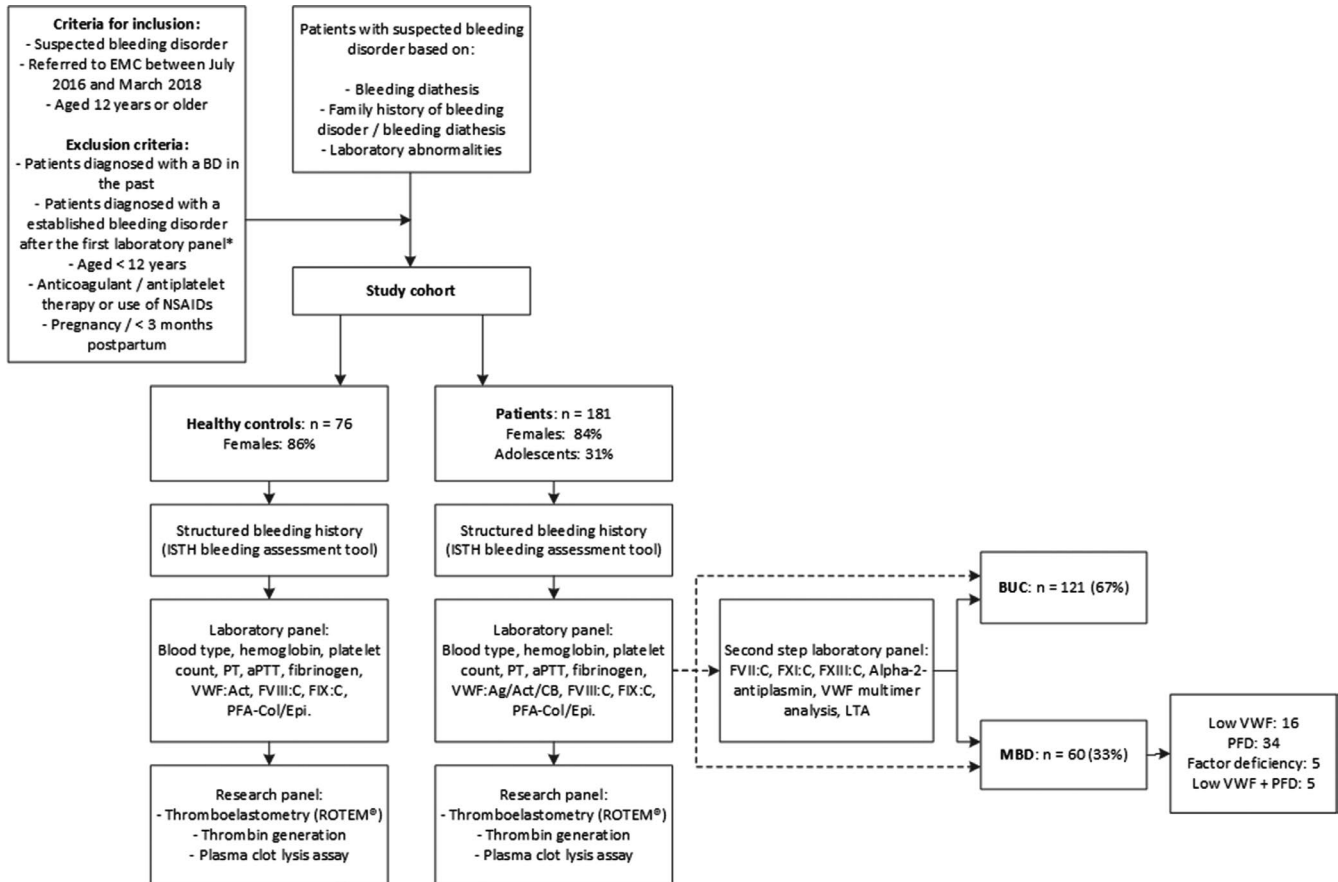 Criteria for inclusion:
- Suspected bleeding disorder
- Referred to EMC between July
2016 and March 2018
- Aged 12 years or older
Exclusion criteria:
- Patients diagnosed with a BD in
the past
- Patients diagnosed with a
established bleeding disorder
after the first laboratory panel*
- Aged < 12 years
- Anticoagulant / antiplatelet
therapy or use of NSAIDs
- Pregnancy / < 3 months
postpartum
Patients with suspected bleeding
disorder based on:
- Bleeding diathesis
- Family history of bleeding
disoder / bleeding diathesis
- Laboratory abnormalities
Study cohort
Healthy controls: n = 76
Females: 86%
Patients: n = 181
Females: 84%
Adolescents: 31%
Structured bleeding history
(ISTH bleeding assessment tool)
Structured bleeding history
(ISTH bleeding assessment tool)
Laboratory panel:
Blood type, hemoglobin, platelet
count, PT, aPTT, fibrinogen,
VWF:Act, FVIII:C, FIX:C,
PFA-Col/Epi.
Laboratory panel:
Blood type, hemoglobin, platelet
count, PT, aPTT, fibrinogen,
VWF:Ag/Act/CB, FVIII:C, FIX:C,
PFA-Col/Epi.
Second step laboratory panel:
FVII:C, FXI:C, FXIII:C, Alpha-2-
antiplasmin, VWF multimer
analysis, LTA
BUC: n = 121 (67%)
MBD: n = 60 (33%)
Low VWF: 16
PFD: 34
Factor deficiency: 5
Low VWF + PFD: 5
Research panel:
- Thromboelastometry (ROTEM®)
- Thrombin generation
- Plasma clot lysis assay
Research panel:
- Thromboelastometry (ROTEM®)
- Thrombin generation
- Plasma clot lysis assay